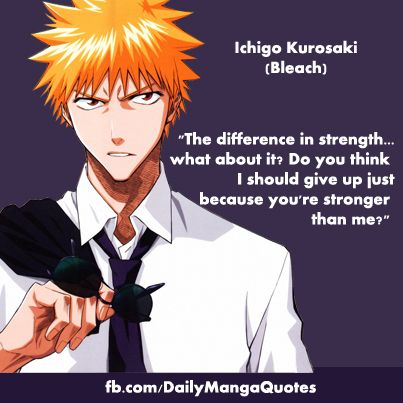 Ichigo Kurosaki
(Bleach)
"The difference in strength...
what about it? Do you think
I should give up just
because you're stronger
than me?"
fb.com/DailyMangaQuotes